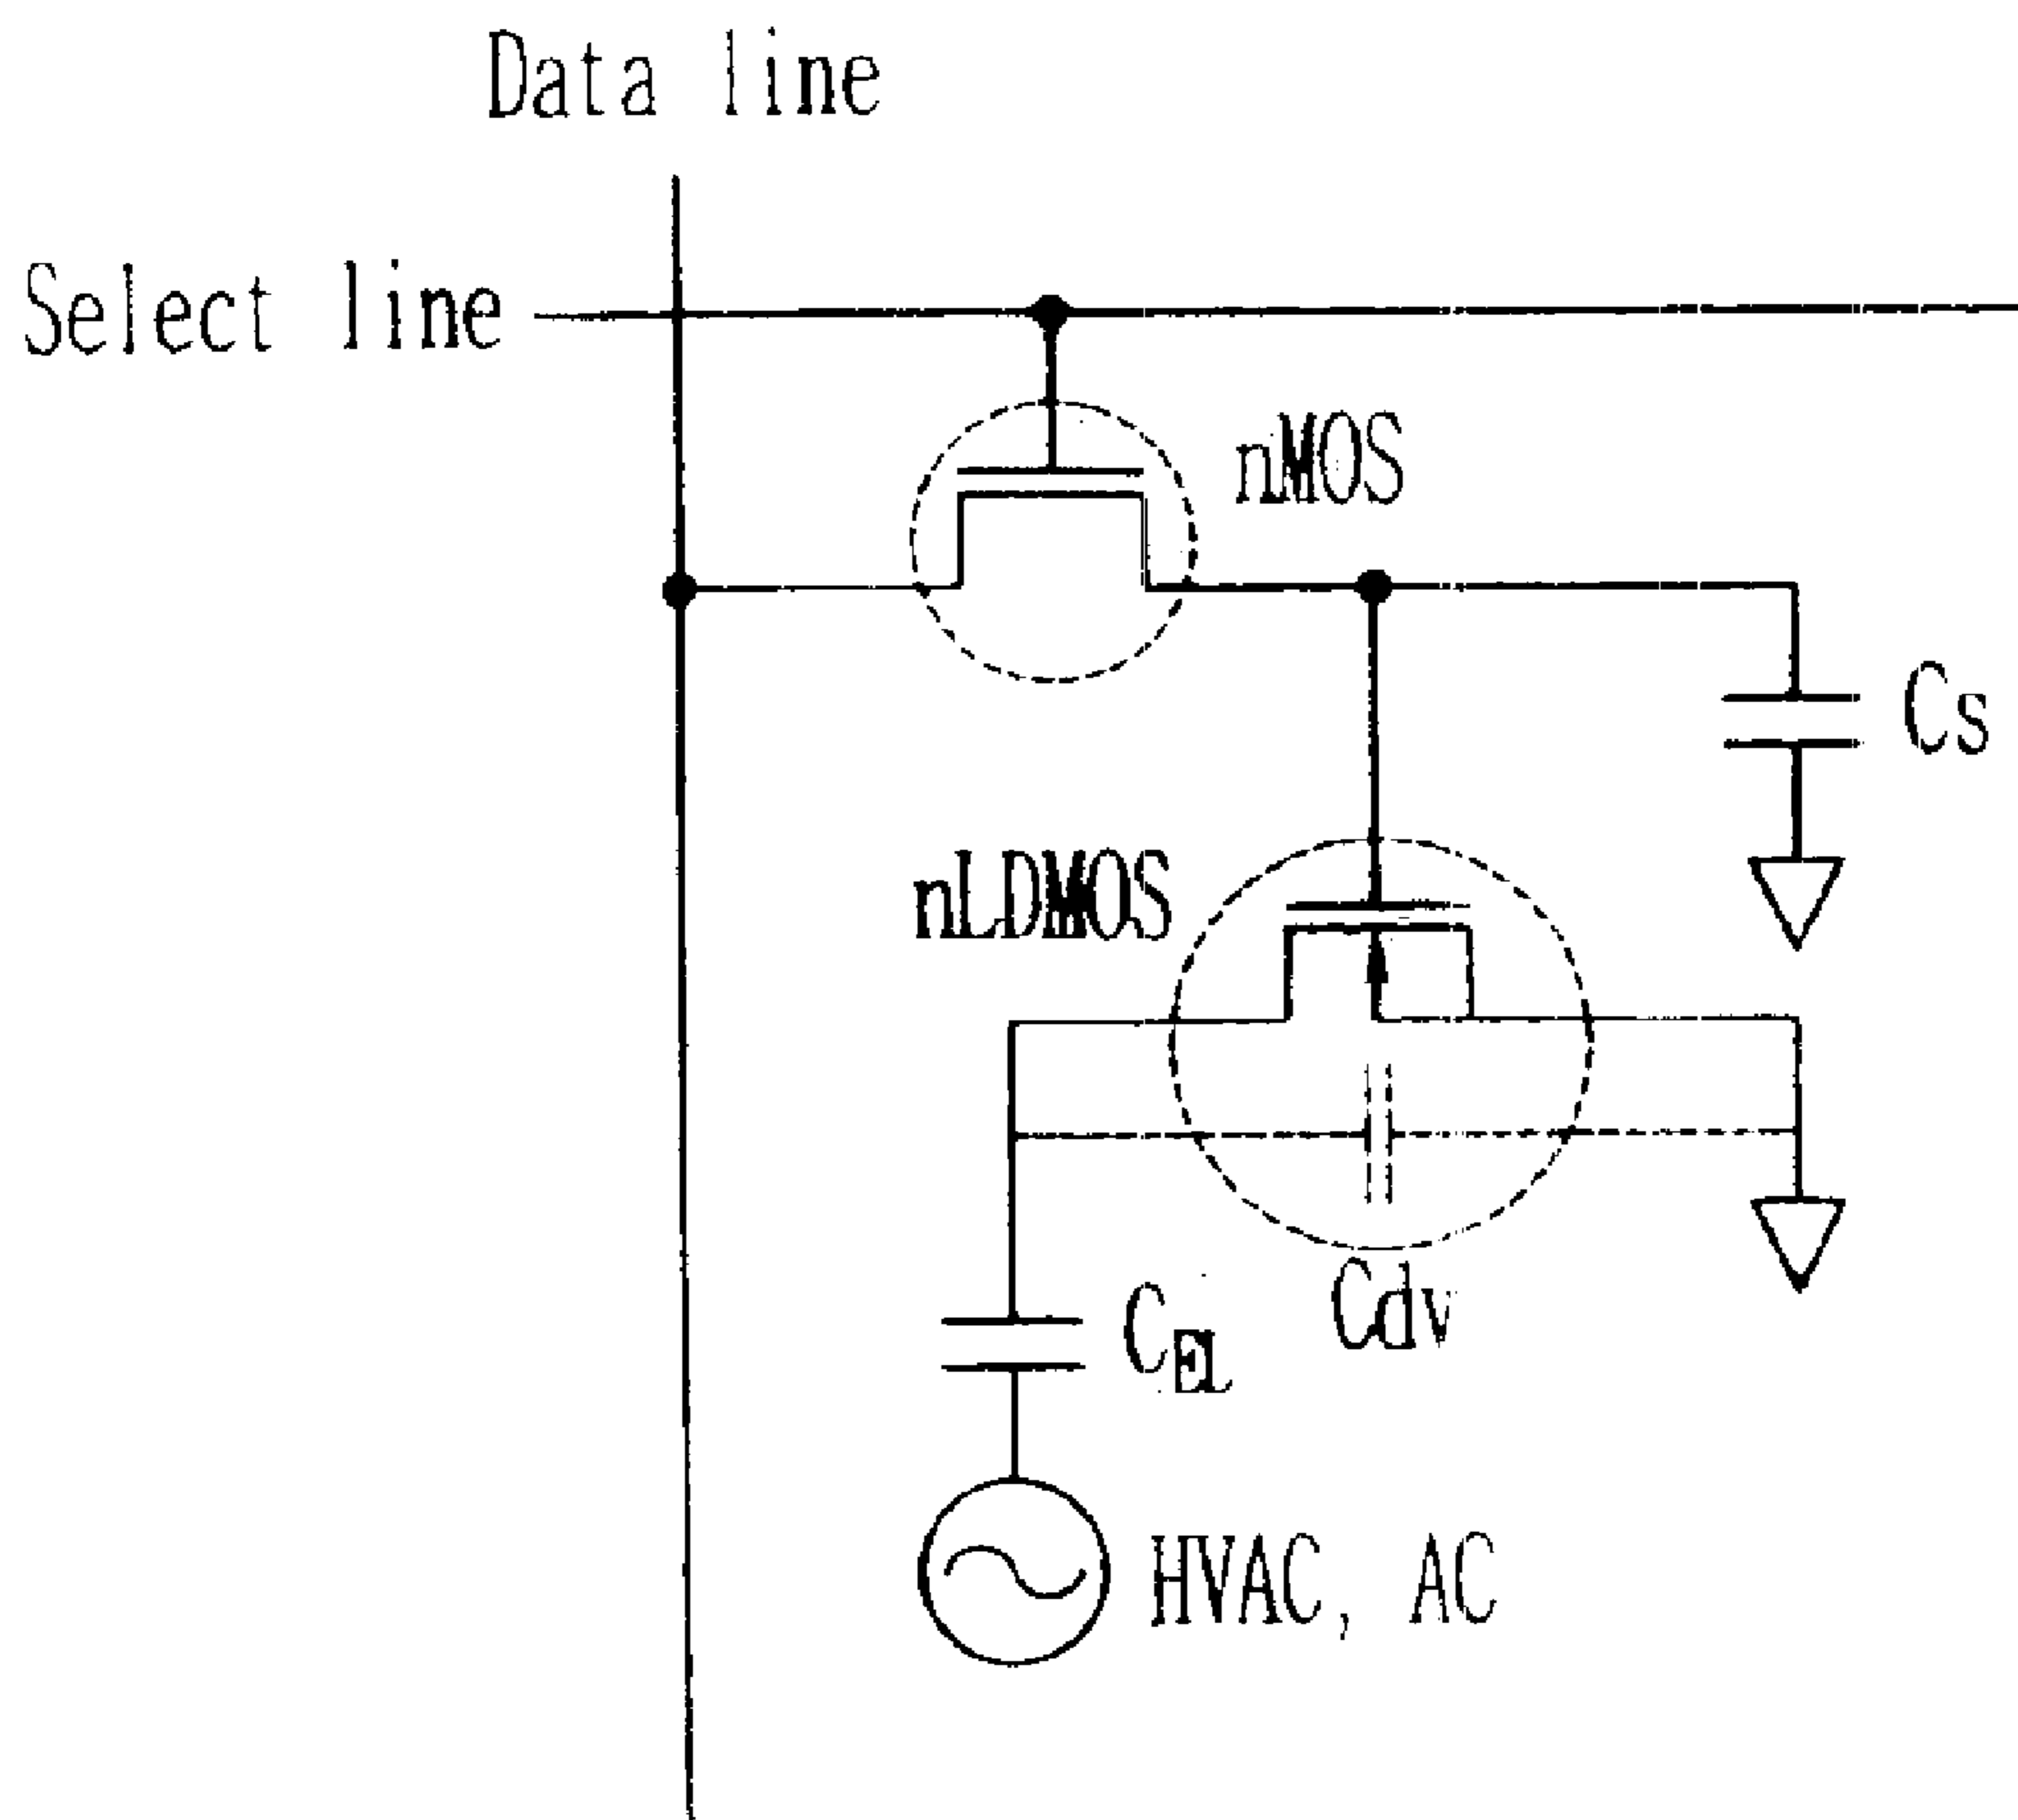 Data line
Select line
nMOS
Cs
nLDMOS
Cdv
CEL
HVAC, AC